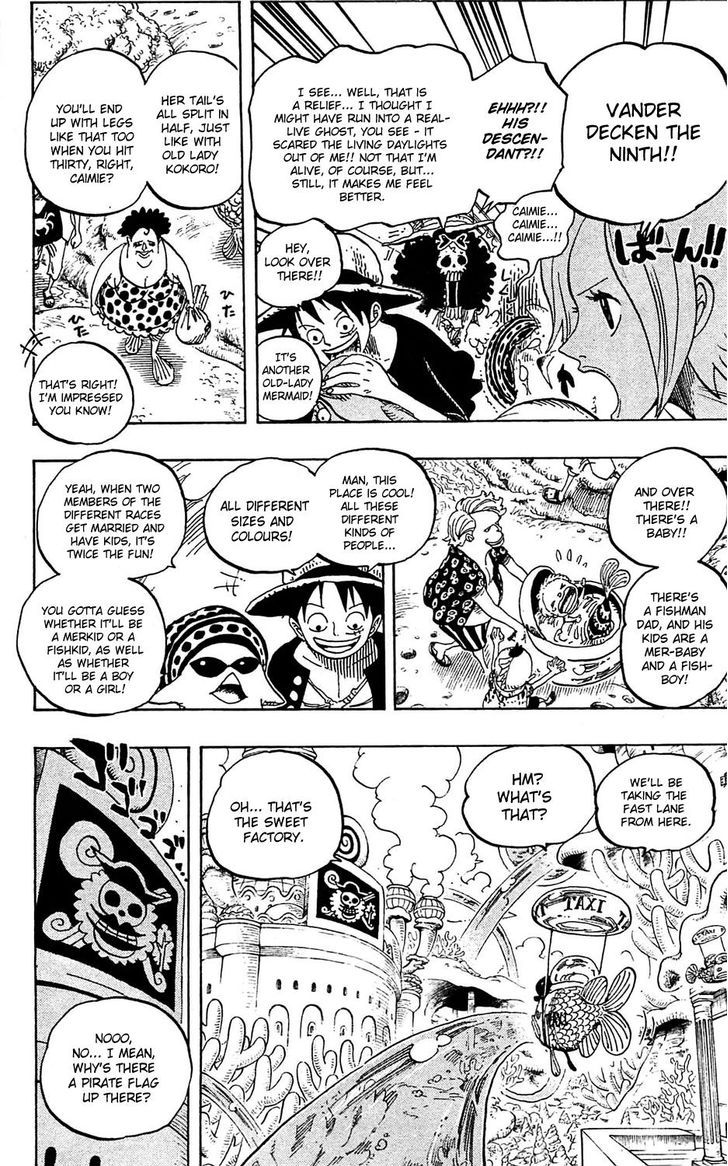 VANDER
DECKEN THE
NINTH!!
ばーん!!
EHHH?!!
HIS
DESCEN-
DANT?!!
CAIMIE...
CAIMIE...
CAIMIE...!!
I SEE... WELL, THAT IS
A RELIEF... I THOUGHT I
MIGHT HAVE RUN INTO A REAL-
LIVE GHOST, YOU SEE - IT
SCARED THE LIVING DAYLIGHTS
OUT OF ME!! NOT THAT I'M
ALIVE, OF COURSE, BUT...
STILL, IT MAKES ME FEEL
BETTER.
HEY,
LOOK OVER
THERE!!
IT'S
ANOTHER
OLD-LADY
MERMAID!
HER TAIL'S
ALL SPLIT IN
HALF, JUST
LIKE WITH
OLD LADY
KOKORO!
YOU'LL END
UP WITH LEGS
LIKE THAT TOO
WHEN YOU HIT
THIRTY, RIGHT,
CAIMIE?
ひた
ひた
THAT'S RIGHT!
I'M IMPRESSED
YOU KNOW!
AND OVER
THERE!!
THERE'S A
BABY!!
THERE'S
A FISHMAN
DAD, AND HIS
KIDS ARE A
MER-BABY
AND A FISH-
BOY!
MAN, THIS
PLACE IS COOL!
ALL THESE
DIFFERENT
KINDS OF
PEOPLE...
ALL DIFFERENT
SIZES AND
COLOURS!
YEAH, WHEN TWO
MEMBERS OF THE
DIFFERENT RACES
GET MARRIED AND
HAVE KIDS, IT'S
TWICE THE FUN!
YOU GOTTA GUESS
WHETHER IT'LL BE
A MERKID OR A
FISHKID, AS WELL
AS WHETHER
IT'LL BE A BOY
OR A GIRL!
WE'LL BE
TAKING THE
FAST LANE
FROM HERE.
HM?
WHAT'S
THAT?
OH... THAT'S
THE SWEET
FACTORY.
TAXI
TAXI
ゴゴゴゴ
NOOO,
NO... I MEAN,
WHY'S THERE
A PIRATE FLAG
UP THERE?